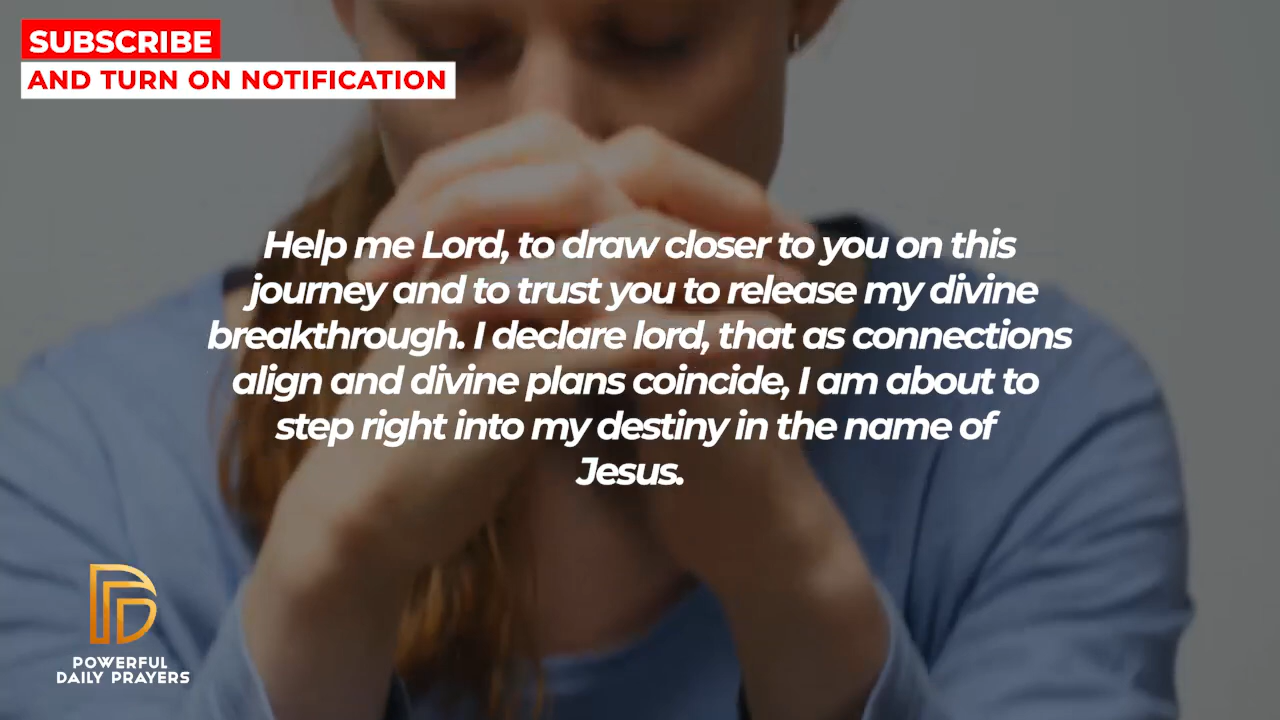 SUBSCRIBE
AND TURN ON NOTIFICATION
Help me Lord, to draw closer to you on this
journey and to trust you to release my divine
breakthrough. I declare lord, that as connections
align and divine plans coincide, I am about to
step right into my destiny in the name of
Jesus.
POWERFUL
DAILY PRAYERS